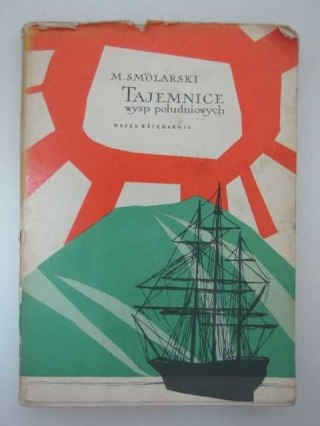 M. SMOLARSKI
TAJEMNICE
wysp południowych
NASZA KSIĘGARNIA